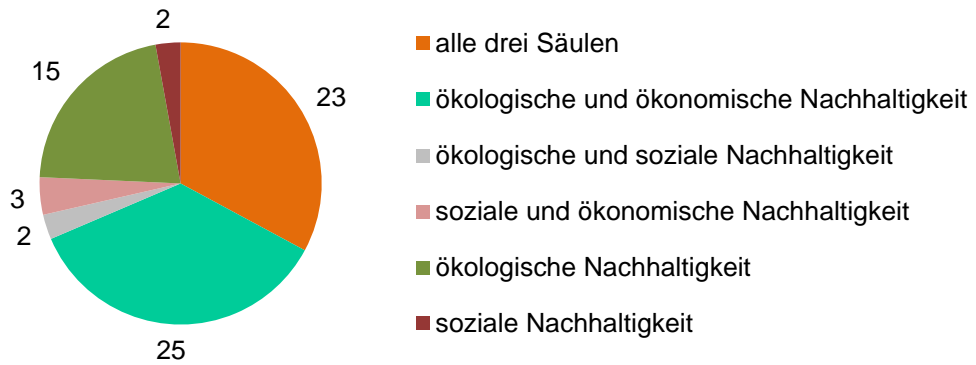 2
15
23
3
2
25
alle drei Säulen
ökologische und ökonomische Nachhaltigkeit
ökologische und soziale Nachhaltigkeit
soziale und ökonomische Nachhaltigkeit
ökologische Nachhaltigkeit
soziale Nachhaltigkeit